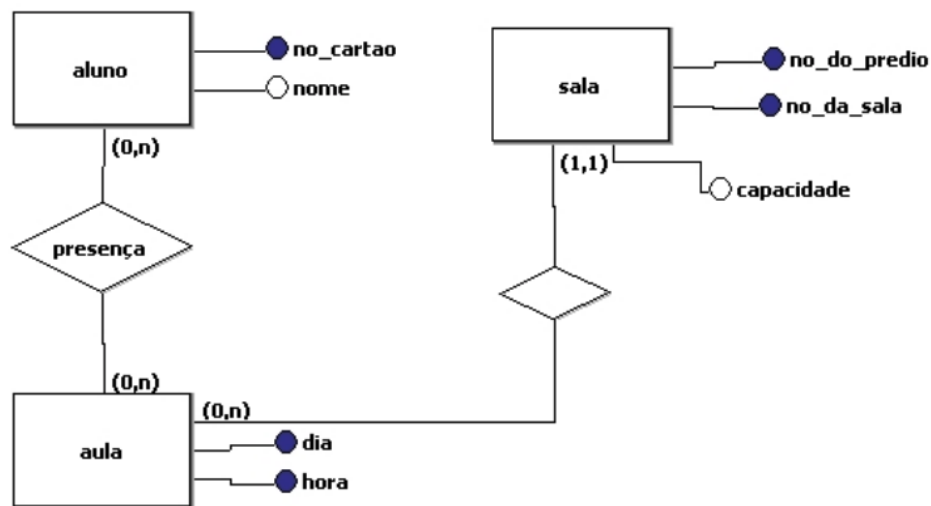 aluno
no_cartao
nome
(0,n)
presença
(0,n)
aula
(0,n)
dia
hora
sala
no_do_predio
no_da_sala
(1,1)
capacidade